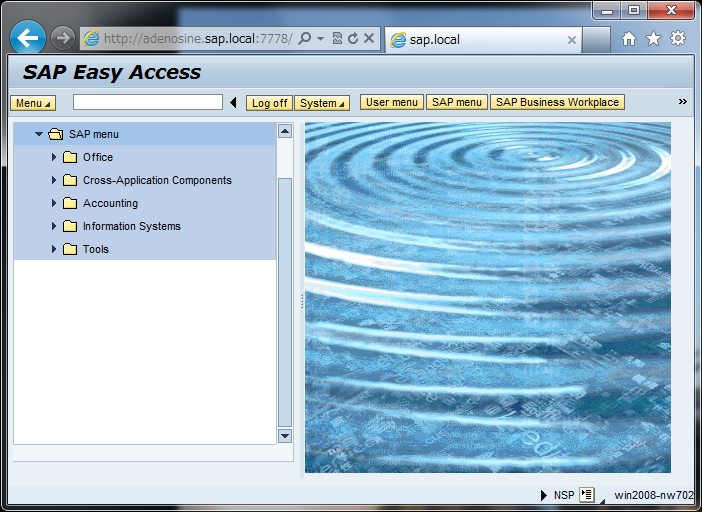 http://adenosine.sap.local:7778/
sap.local
SAP Easy Access
Menu
Log off
System
User menu
SAP menu
SAP Business Workplace
SAP menu
Office
Cross-Application Components
Accounting
Information Systems
Tools
NSP
win2008-nw702